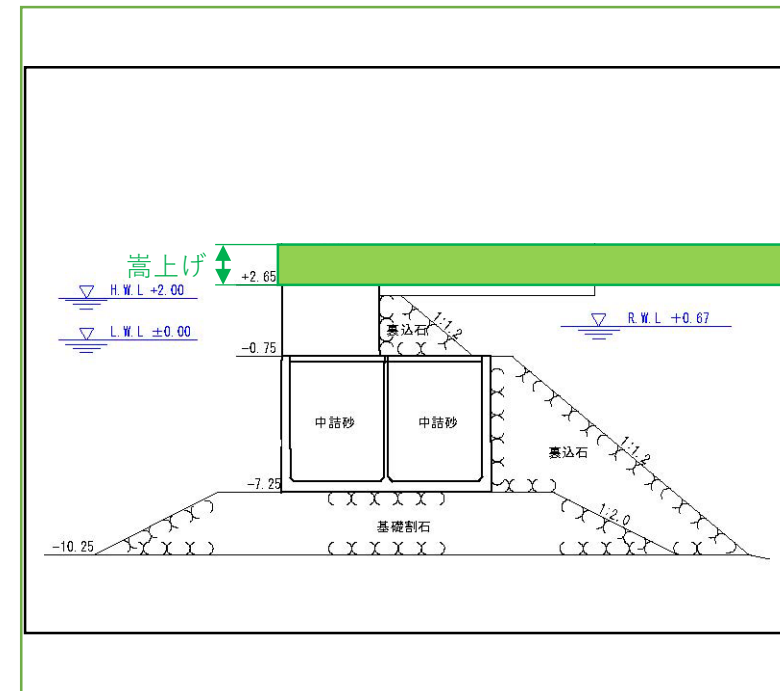 嵩上げ
+2.65
H.W.L +2.00
L.W.L ±0.00
R.W.L +0.67
裏込石
1:1.2
-0.75
中詰砂
中詰砂
裏込石
1:1.2
-7.25
基礎割石
1:2.0
-10.25